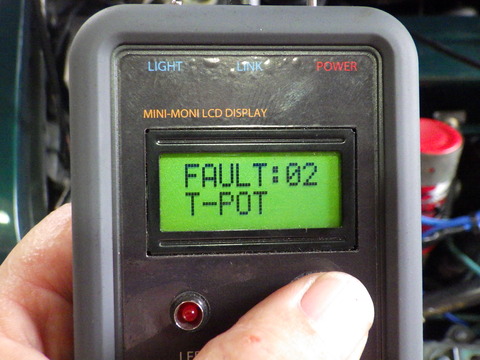 LIGHT LINK POWER
MINI-MONI LCD DISPLAY
FAULT:02
T-POT